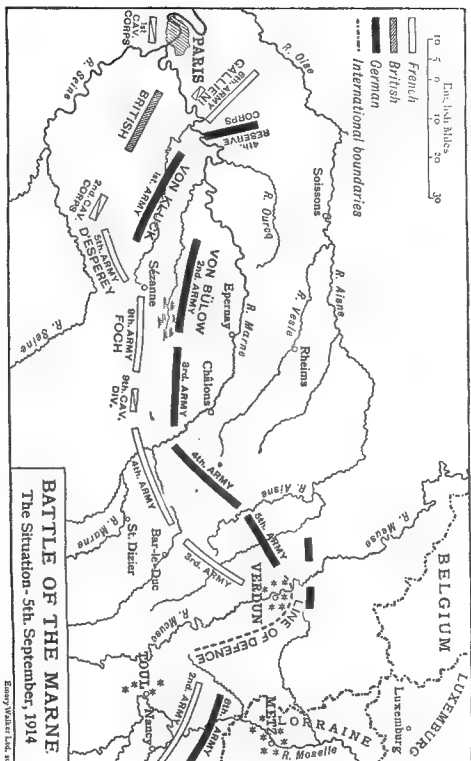 English Miles
10 5 0 10 20 30
French
British
German
International boundaries
R. Oise
Soissons
R. Aisne
R. Ourcq
R. Vesle
Rheims
R. Marne
Epernay
Châlons
PARIS
1st
CAV.
CORPS
R. Seine
6th. ARMY
GALLIENI
4th.
RESERVE
CORPS
BRITISH
VON KLUCK
1st. ARMY
VON BÜLOW
2nd. ARMY
3rd. ARMY
2nd. CAV.
CORPS
5th. ARMY
D'ESPEREY
Sézanne
9th. ARMY
FOCH
9th. CAV.
DIV.
R. Seine
4th. ARMY
R. Aisne
5th. ARMY
4th. ARMY
3rd. ARMY
R. Marne
St. Dizier
Bar-le-Duc
VERDUN
LINE OF DEFENCE
R. Meuse
R. Meuse
BELGIUM
LUXEMBURG
Luxemburg
LORRAINE
METZ
R. Moselle
TOUL
Nancy
2nd. ARMY
6th. ARMY
BATTLE OF THE MARNE
The Situation - 5th. September, 1914
Emery Walker Ltd.